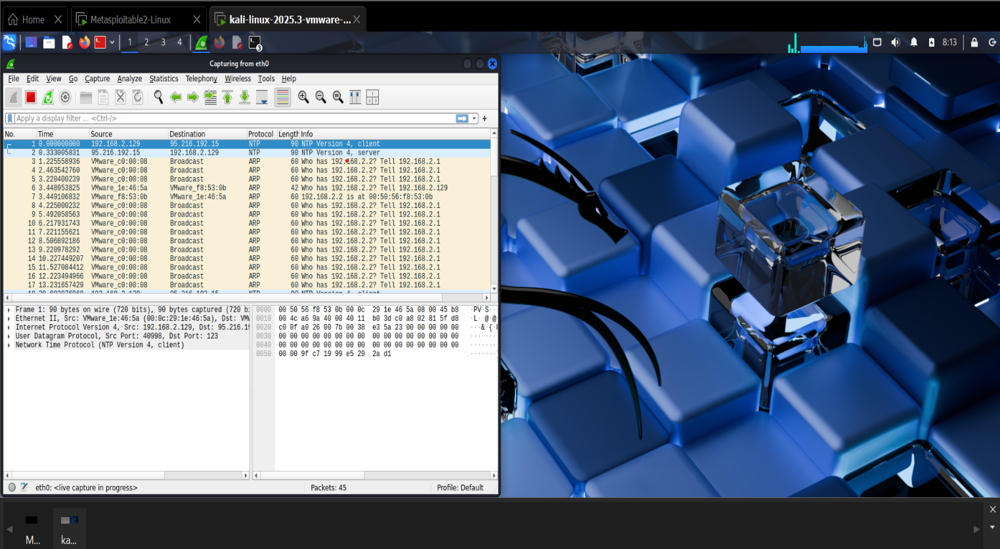 Home
Metasploitable2-Linux
kali-linux-2025.3-vmware-...
1 2 3 4
3
8:13
Capturing from eth0
File Edit View Go Capture Analyze Statistics Telephony Wireless Tools Help
Apply a display filter ... <Ctrl-/>
No. Time Source Destination Protocol Length Info
1 0.000000000 192.168.2.129 95.216.192.15 NTP 90 NTP Version 4, client
2 0.333005831 95.216.192.15 192.168.2.129 NTP 90 NTP Version 4, server
3 1.225558936 VMware_c0:00:08 Broadcast ARP 60 Who has 192.168.2.2? Tell 192.168.2.1
4 2.463542760 VMware_c0:00:08 Broadcast ARP 60 Who has 192.168.2.2? Tell 192.168.2.1
5 3.220400239 VMware_c0:00:08 Broadcast ARP 60 Who has 192.168.2.2? Tell 192.168.2.1
6 3.448953825 VMware_1e:46:5a VMware_f8:53:0b ARP 42 Who has 192.168.2.2? Tell 192.168.2.129
7 3.449106832 VMware_f8:53:0b VMware_1e:46:5a ARP 60 192.168.2.2 is at 00:50:56:f8:53:0b
8 4.225000232 VMware_c0:00:08 Broadcast ARP 60 Who has 192.168.2.2? Tell 192.168.2.1
9 5.492058563 VMware_c0:00:08 Broadcast ARP 60 Who has 192.168.2.2? Tell 192.168.2.1
10 6.217931743 VMware_c0:00:08 Broadcast ARP 60 Who has 192.168.2.2? Tell 192.168.2.1
11 7.221155621 VMware_c0:00:08 Broadcast ARP 60 Who has 192.168.2.2? Tell 192.168.2.1
12 8.506892186 VMware_c0:00:08 Broadcast ARP 60 Who has 192.168.2.2? Tell 192.168.2.1
13 9.220978292 VMware_c0:00:08 Broadcast ARP 60 Who has 192.168.2.2? Tell 192.168.2.1
14 10.227449207 VMware_c0:00:08 Broadcast ARP 60 Who has 192.168.2.2? Tell 192.168.2.1
15 11.527084412 VMware_c0:00:08 Broadcast ARP 60 Who has 192.168.2.2? Tell 192.168.2.1
16 12.223494966 VMware_c0:00:08 Broadcast ARP 60 Who has 192.168.2.2? Tell 192.168.2.1
17 13.231657429 VMware_c0:00:08 Broadcast ARP 60 Who has 192.168.2.2? Tell 192.168.2.1
Frame 1: 90 bytes on wire (720 bits), 90 bytes captured (720 b
Ethernet II, Src: VMware_1e:46:5a (00:0c:29:1e:46:5a), Dst: VM
Internet Protocol Version 4, Src: 192.168.2.129, Dst: 95.216.19
User Datagram Protocol, Src Port: 40998, Dst Port: 123
Network Time Protocol (NTP Version 4, client)
0000 00 50 56 f8 53 0b 00 0c 29 1e 46 5a 08 00 45 b8 ·PV·S··
0010 00 4c a6 9a 40 00 40 11 b0 3d c0 a8 02 81 5f d8 ·L··@·@
0020 c0 0f a0 26 00 7b 00 38 e3 5a 23 00 00 00 00 00 ···&·{·8
0030 00 00 00 00 00 00 00 00 00 00 00 00 00 00 00 00 ·······
0040 00 00 00 00 00 00 00 00 00 00 00 00 00 00 00 00 ·······
0050 00 00 9f c7 19 99 e5 29 2a d1 ·······
eth0: <live capture in progress>
Packets: 45
Profile: Default
M...
ka...